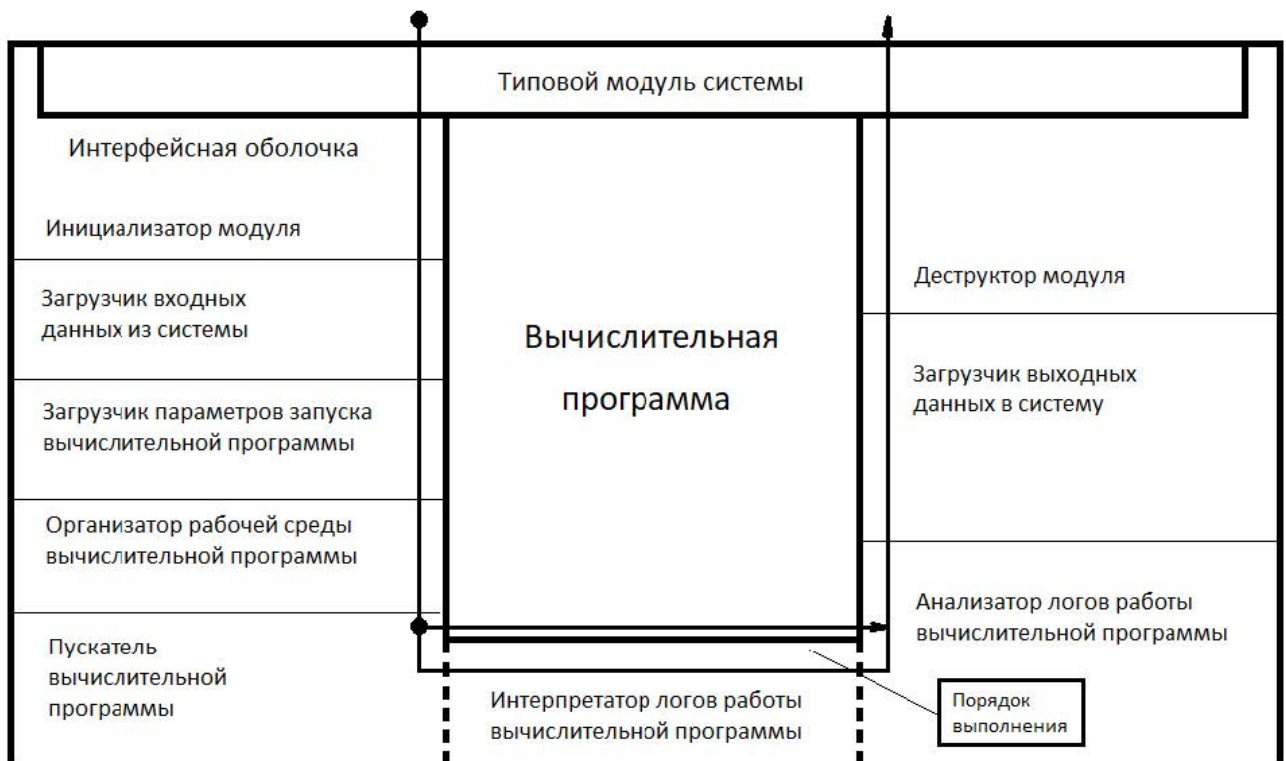 Типовой модуль системы
Интерфейсная оболочка
Инициализатор модуля
Загрузчик входных
данных из системы
Загрузчик параметров запуска
вычислительной программы
Организатор рабочей среды
вычислительной программы
Пускатель
вычислительной
программы
Вычислительная
программа
Интерпретатор логов работы
вычислительной программы
Деструктор модуля
Загрузчик выходных
данных в систему
Анализатор логов работы
вычислительной программы
Порядок
выполнения